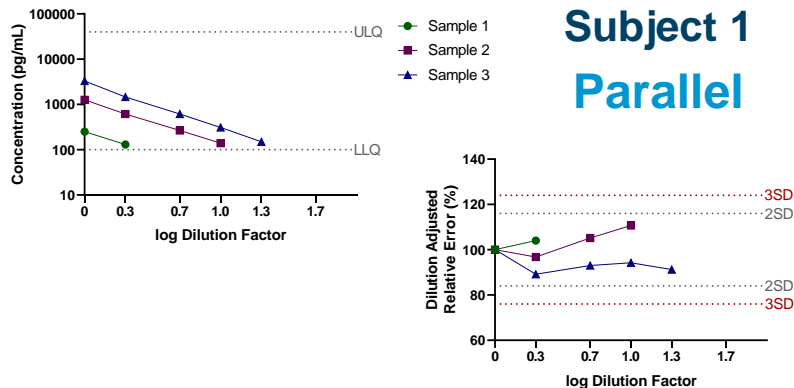 Subject 1
Parallel
Concentration (pg/mL)
100000
10000
1000
100
10
ULQ
LLQ
0 0.3 0.7 1.0 1.3 1.7
log Dilution Factor
Sample 1
Sample 2
Sample 3
Dilution Adjusted
Relative Error (%)
140
120
100
80
60
3SD
2SD
2SD
3SD
0 0.3 0.7 1.0 1.3 1.7
log Dilution Factor